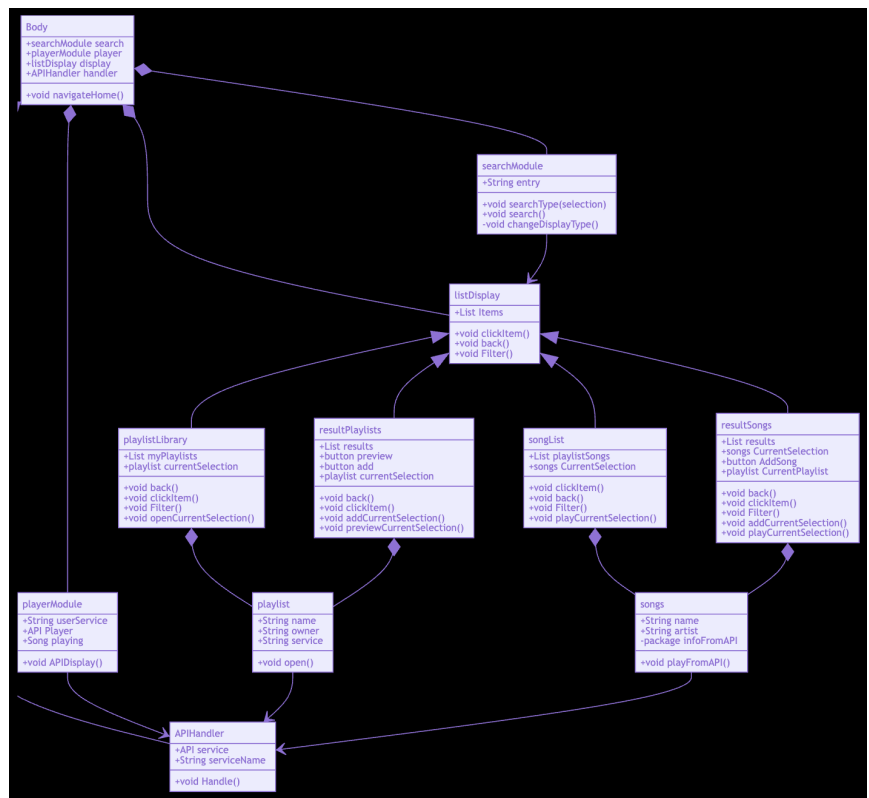 Body
+searchModule search
+playerModule player
+listDisplay display
+APIHandler handler
+void navigateHome()
searchModule
+String entry
+void searchType(selection)
+void search()
-void changeDisplayType()
listDisplay
+List Items
+void clickItem()
+void back()
+void Filter()
playlistLibrary
+List myPlaylists
+playlist currentSelection
+void back()
+void clickItem()
+void Filter()
+void openCurrentSelection()
resultPlaylists
+List results
+button preview
+button add
+playlist currentSelection
+void back()
+void clickItem()
+void addCurrentSelection()
+void previewCurrentSelection()
songList
+List playlistSongs
+songs CurrentSelection
+void clickItem()
+void back()
+void Filter()
+void playCurrentSelection()
resultSongs
+List results
+songs CurrentSelection
+button AddSong
+playlist CurrentPlaylist
+void back()
+void clickItem()
+void Filter()
+void addCurrentSelection()
+void playCurrentSelection()
playerModule
+String userService
+API Player
+Song playing
+void APIDisplay()
playlist
+String name
+String owner
+String service
+void open()
songs
+String name
+String artist
-package infoFromAPI
+void playFromAPI()
APIHandler
+API service
+String serviceName
+void Handle()